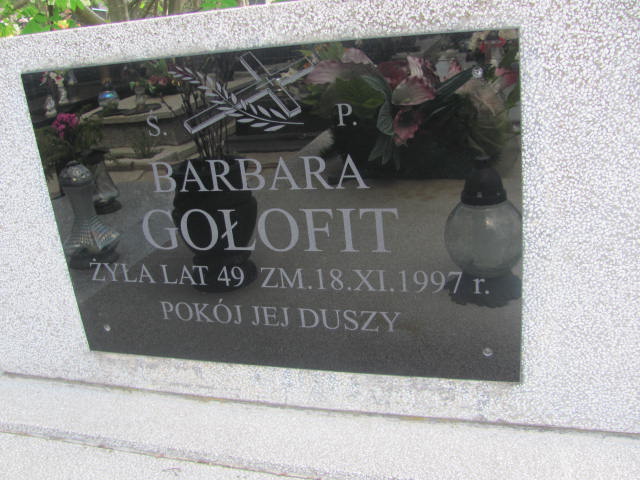 Ś. P.
BARBARA
GOŁOFIT
ŻYŁA LAT 49 ZM.18.XI.1997 r.
POKÓJ JEJ DUSZY